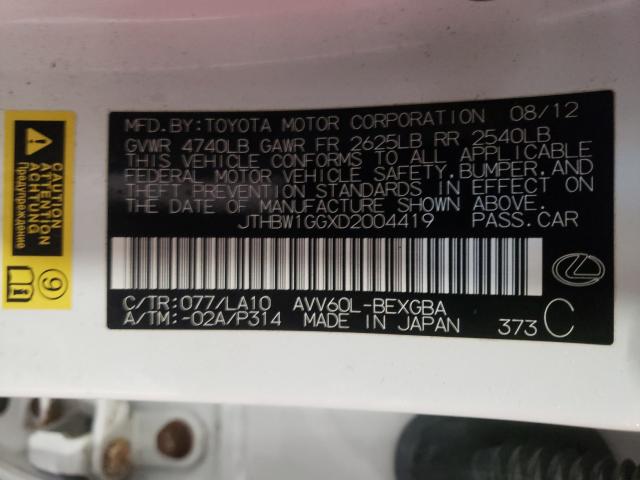 MFD.BY:TOYOTA MOTOR CORPORATION 08/12
GVWR 4740LB GAWR FR 2625LB RR 2540LB
THIS VEHICLE CONFORMS TO ALL APPLICABLE
FEDERAL MOTOR VEHICLE SAFETY,BUMPER,AND
THEFT PREVENTION STANDARDS IN EFFECT ON
THE DATE OF MANUFACTURE SHOWN ABOVE.
JTHBW1GGXD2004419 PASS.CAR
C/TR:077/LA10 AVV60L-BEXGBA
A/TM:-02A/P314 MADE IN JAPAN 373 C
ATTENTION
ACHTUNG
Предупреждение
9